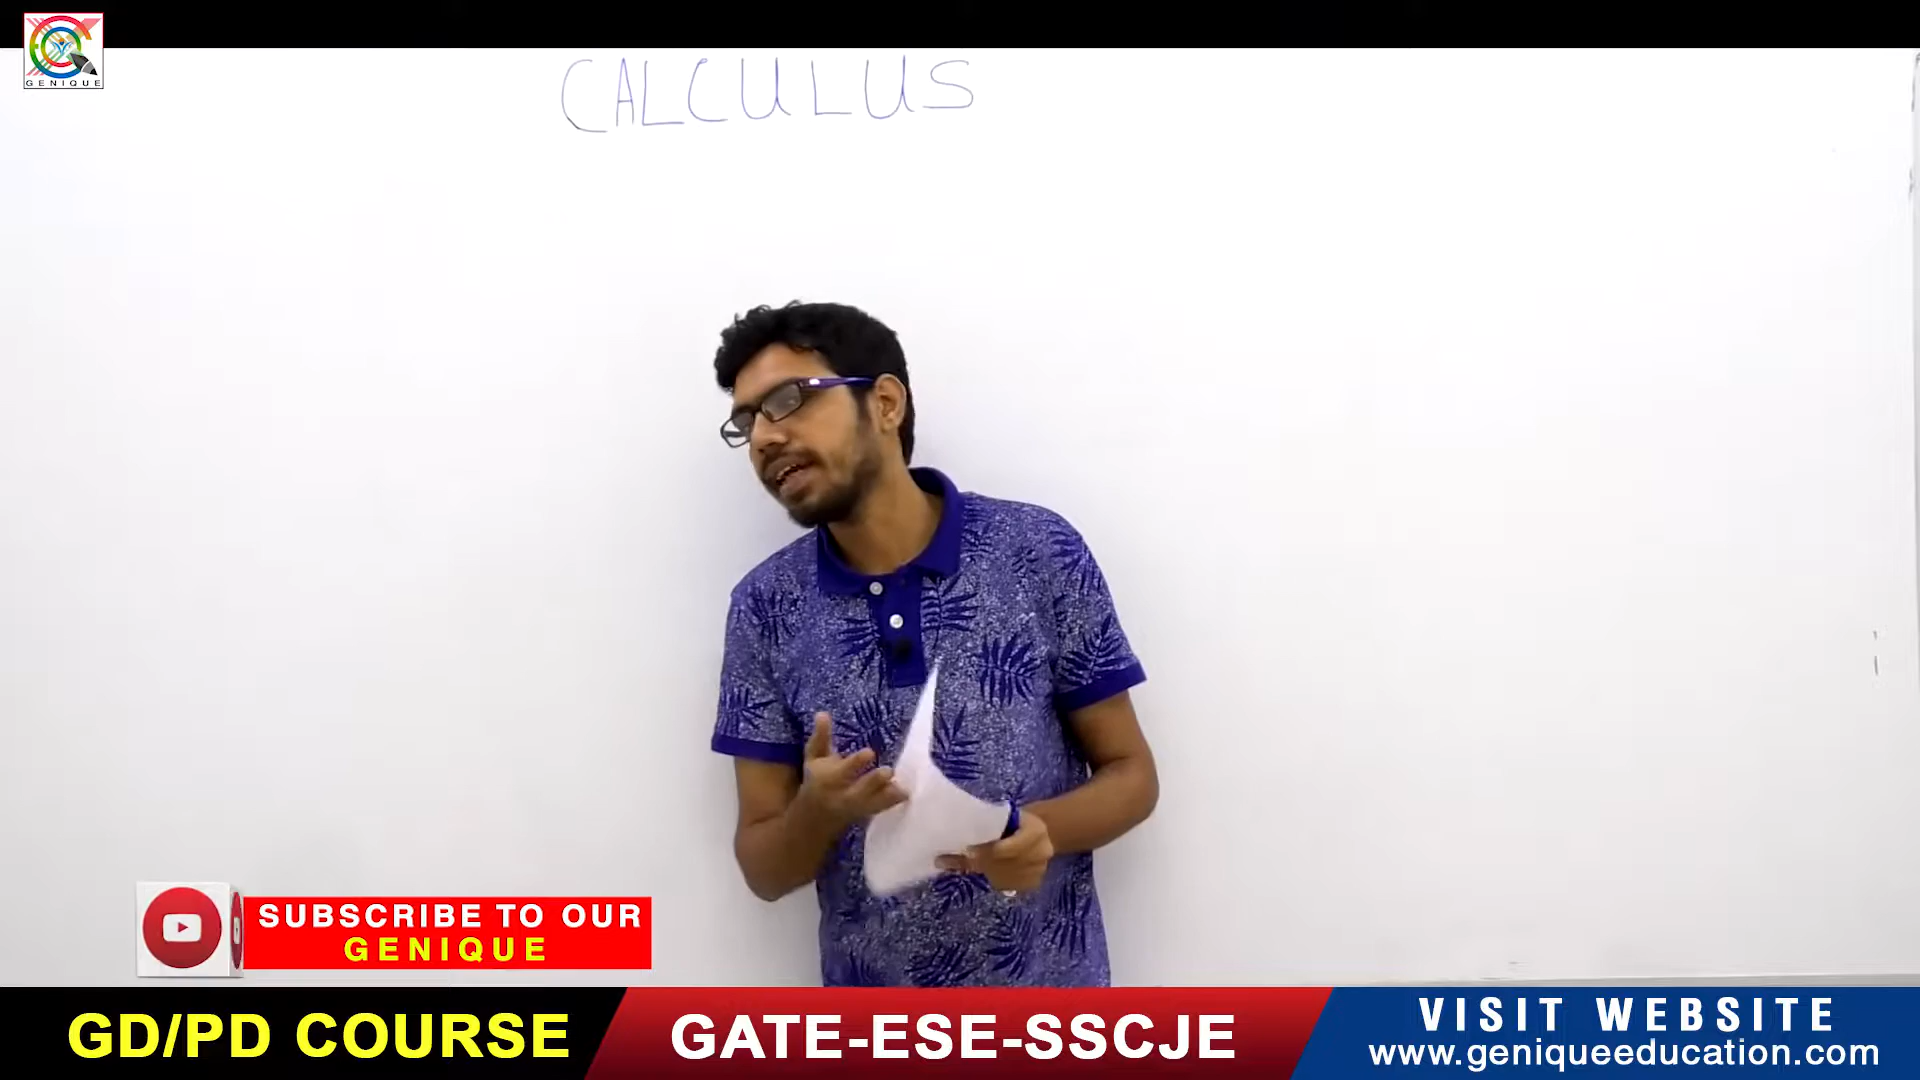 GENIQUE
CALCULUS
SUBSCRIBE TO OUR
GENIQUE
GD/PD COURSE
GATE-ESE-SSCJE
VISIT WEBSITE
www.geniqueeducation.com